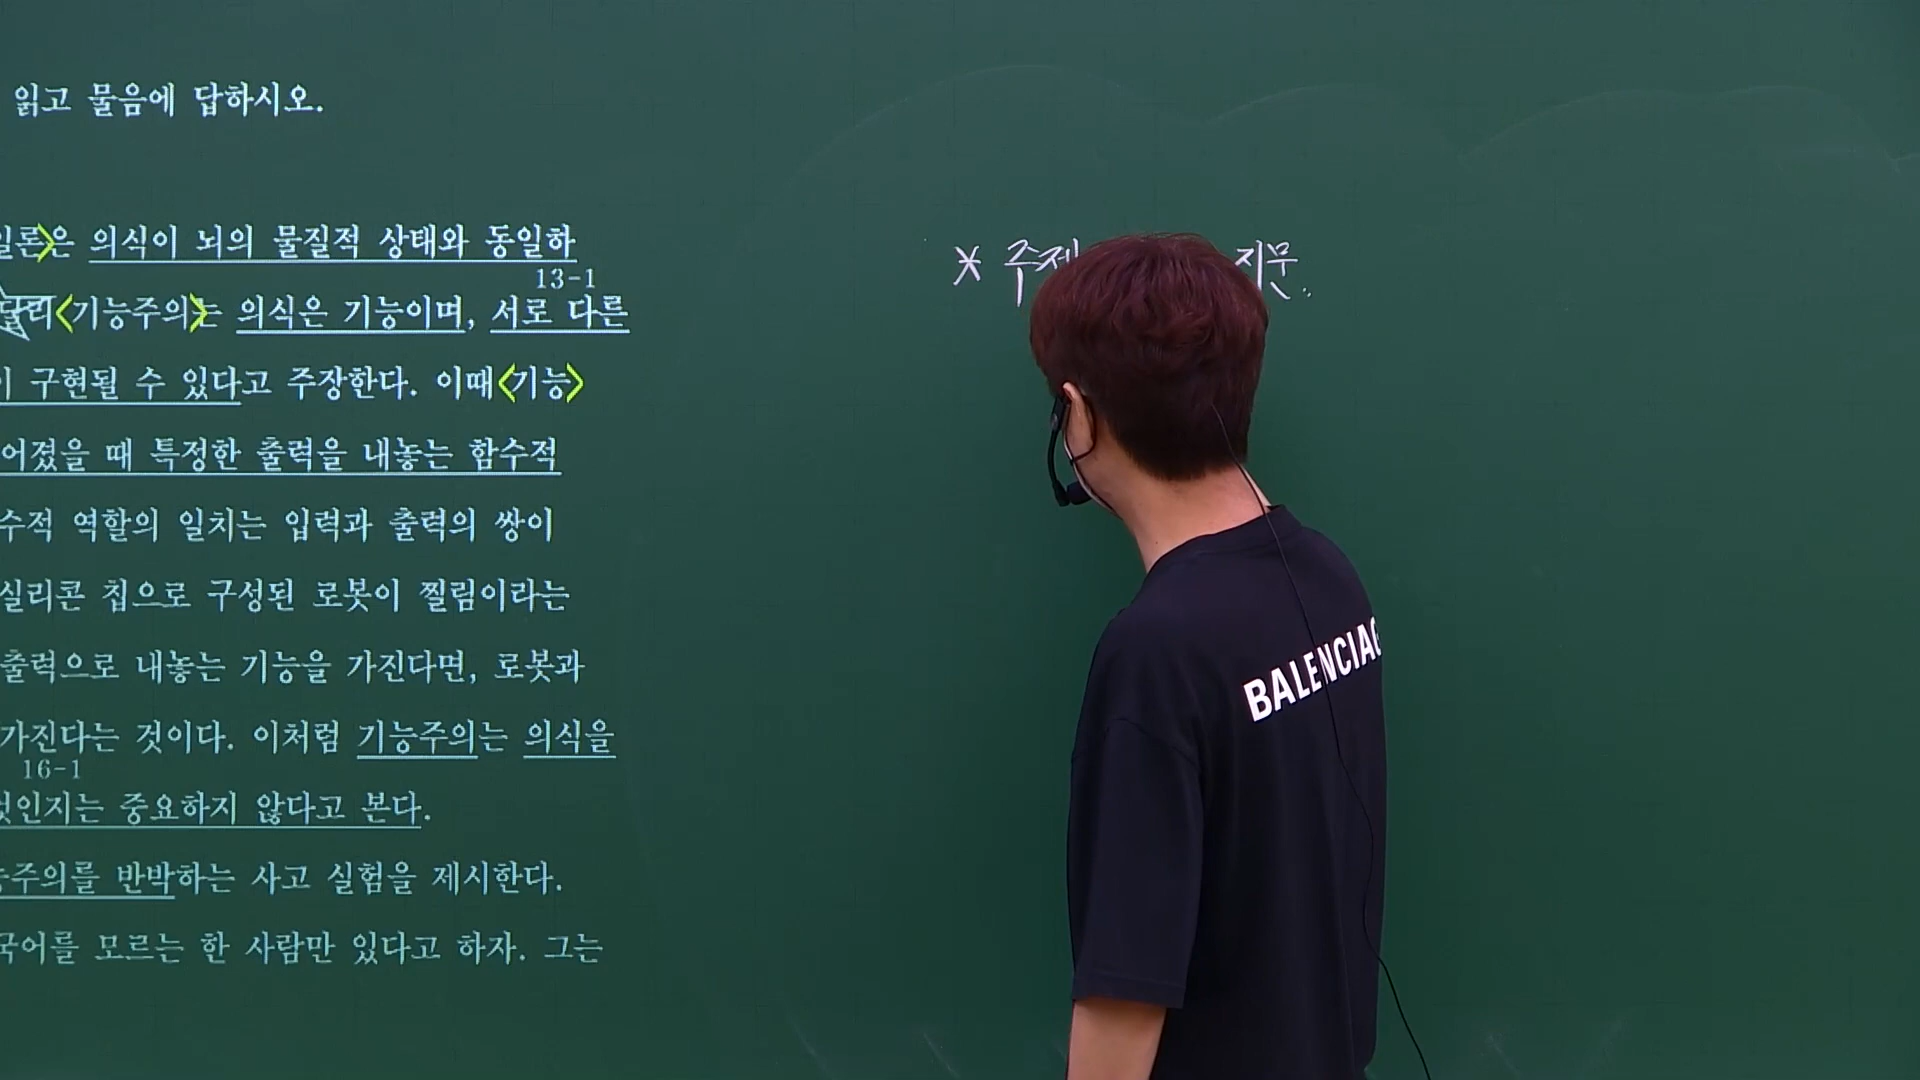 읽고 물음에 답하시오.
일론>은 의식이 뇌의 물질적 상태와 동일하
13-1
달리 <기능주의>는 의식은 기능이며, 서로 다른
구현될 수 있다고 주장한다. 이때 <기능>
어졌을 때 특정한 출력을 내놓는 함수적
수적 역할의 일치는 입력과 출력의 쌍이
실리콘 칩으로 구성된 로봇이 찔림이라는
출력으로 내놓는 기능을 가진다면, 로봇과
가진다는 것이다. 이처럼 기능주의는 의식을
16-1
것인지는 중요하지 않다고 본다.
능주의를 반박하는 사고 실험을 제시한다.
국어를 모르는 한 사람만 있다고 하자. 그는
* 주제 지문
BALENCIAG